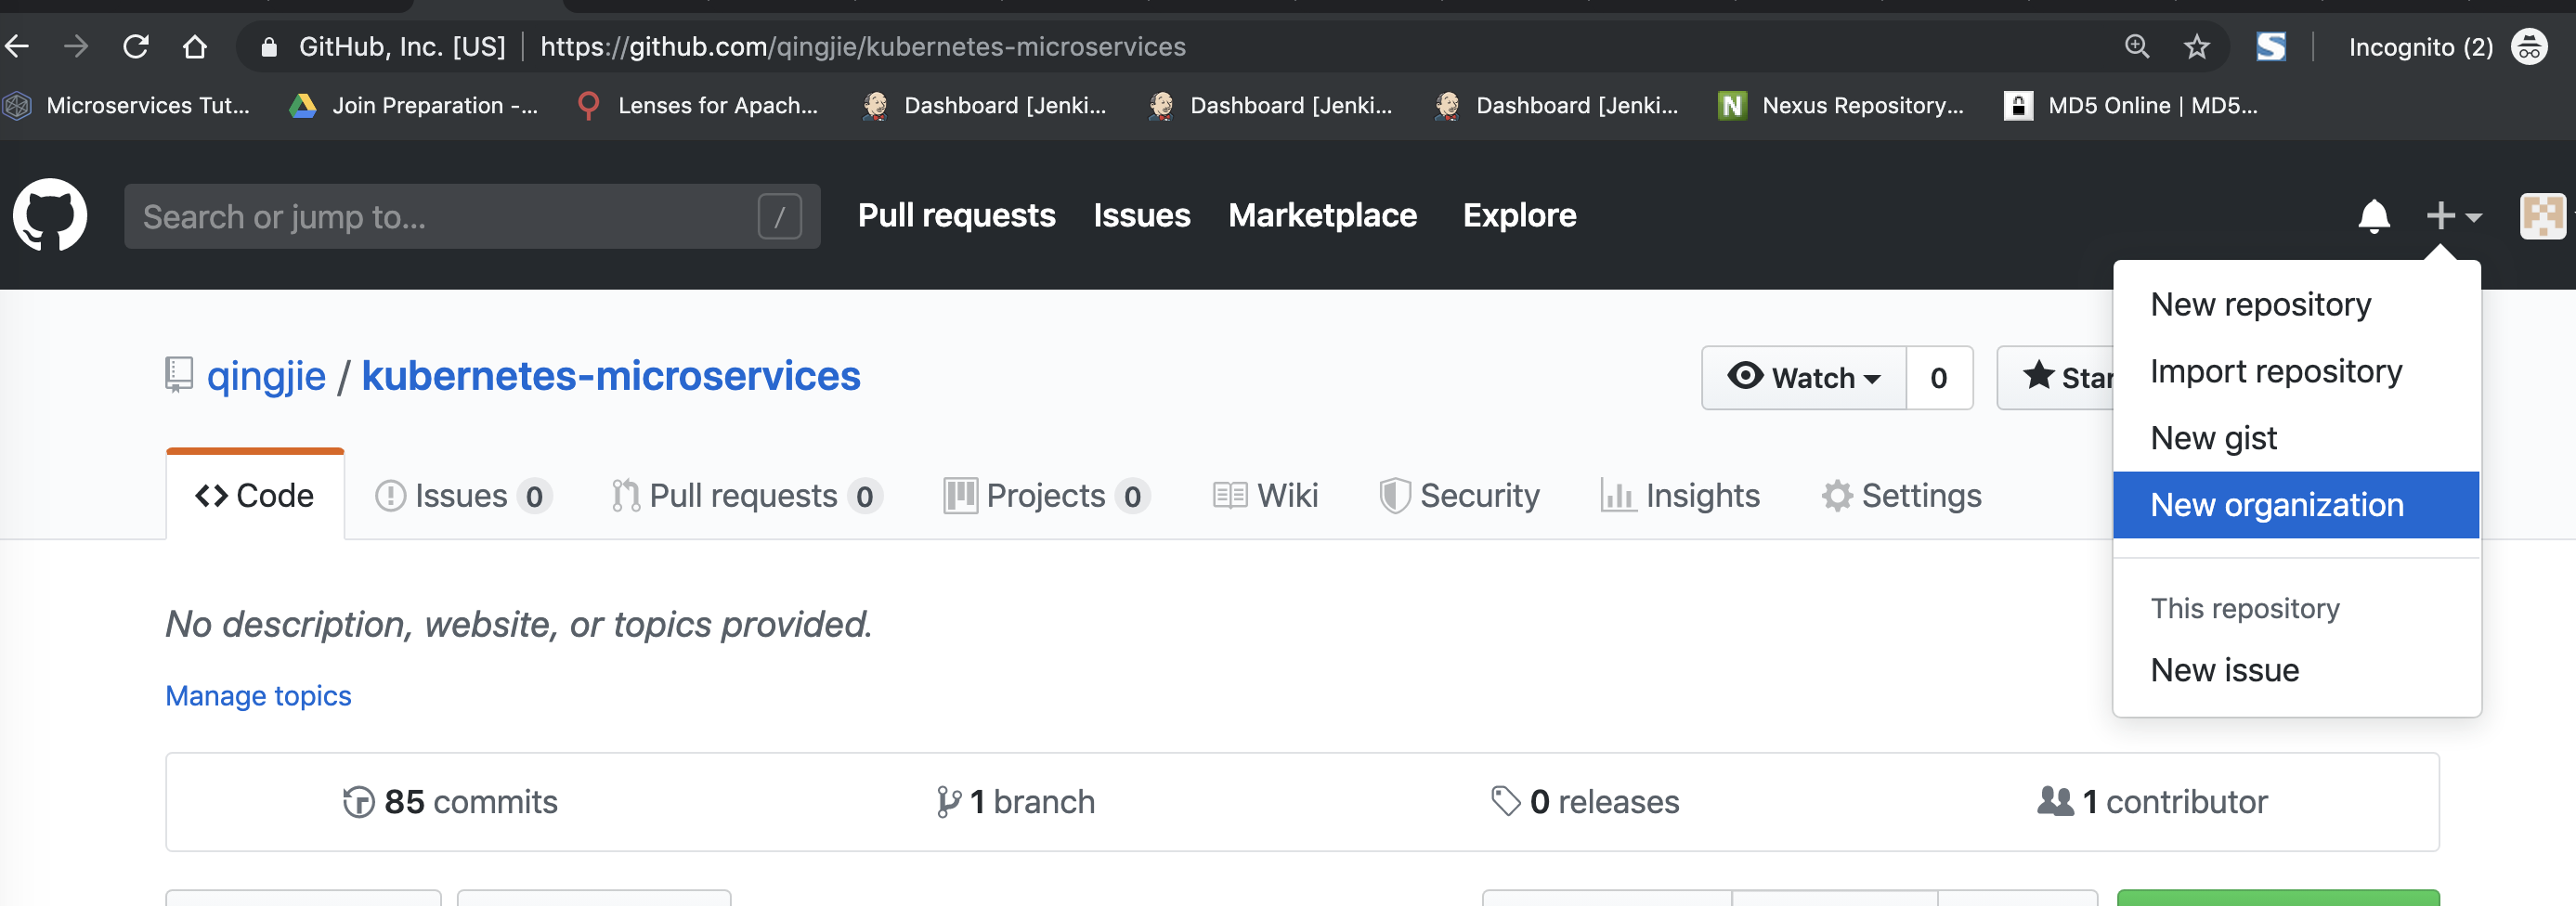 GitHub, Inc. [US] https://github.com/qingjie/kubernetes-microservices Incognito (2)
Microservices Tut... Join Preparation -... Lenses for Apach... Dashboard [Jenki... Dashboard [Jenki... Dashboard [Jenki... N Nexus Repository... MD5 Online | MD5...
Search or jump to... / Pull requests Issues Marketplace Explore
New repository
Import repository
New gist
New organization
This repository
New issue
qingjie / kubernetes-microservices Watch 0 Star
Code Issues 0 Pull requests 0 Projects 0 Wiki Security Insights Settings
No description, website, or topics provided.
Manage topics
85 commits 1 branch 0 releases 1 contributor